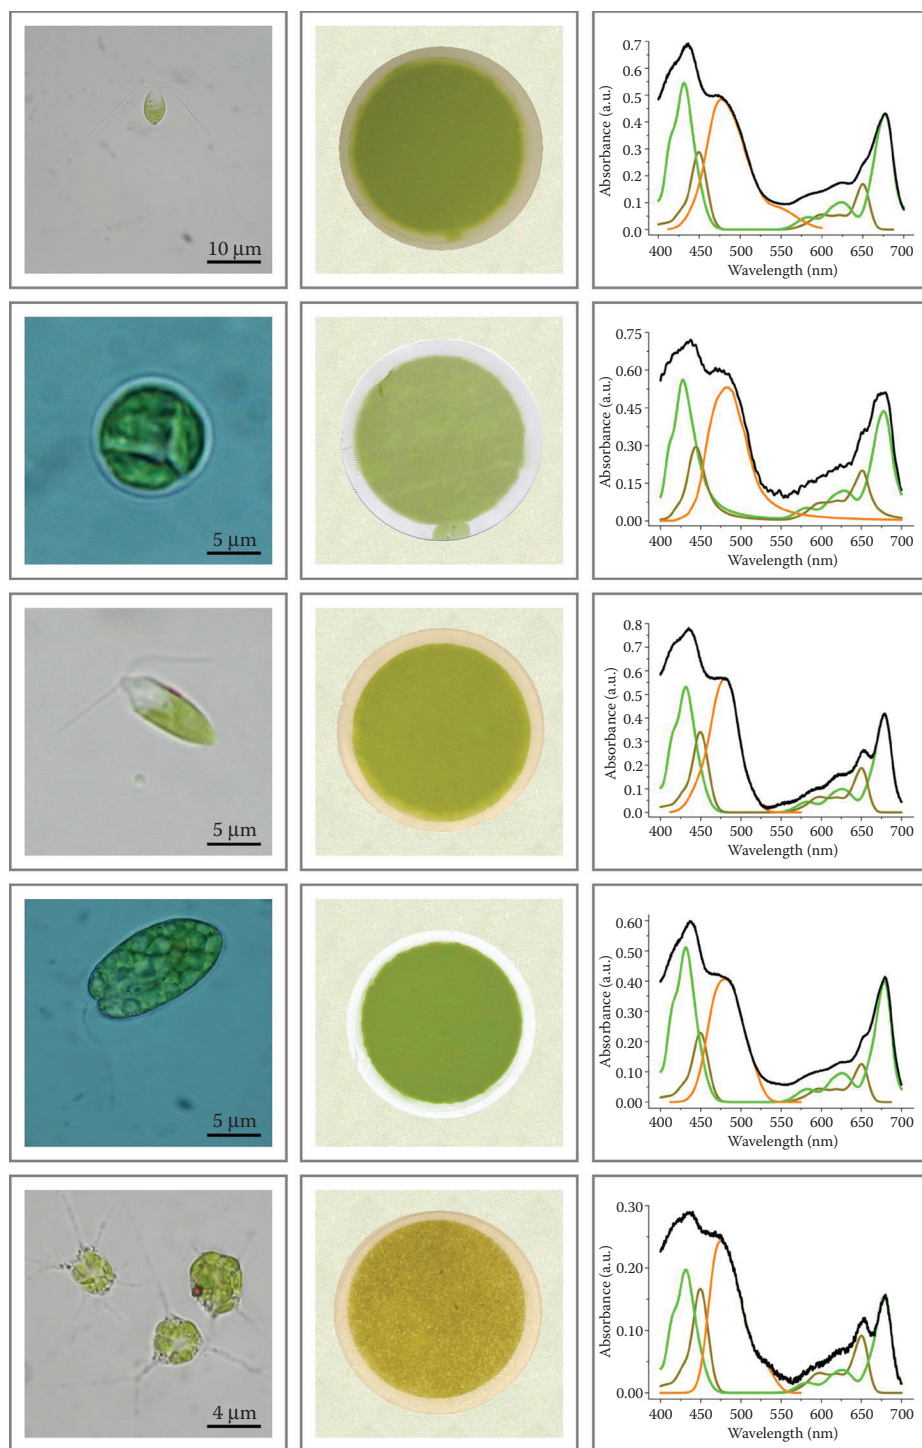 10 μm
Absorbance (a.u.)
0.7
0.6
0.5
0.4
0.3
0.2
0.1
0.0
400 450 500 550 600 650 700
Wavelength (nm)
5 μm
Absorbance (a.u.)
0.75
0.60
0.45
0.30
0.15
0.00
400 450 500 550 600 650 700
Wavelength (nm)
5 μm
Absorbance (a.u.)
0.8
0.7
0.6
0.5
0.4
0.3
0.2
0.1
0.0
400 450 500 550 600 650 700
Wavelength (nm)
5 μm
Absorbance (a.u.)
0.60
0.50
0.40
0.30
0.20
0.10
0.00
400 450 500 550 600 650 700
Wavelength (nm)
4 μm
Absorbance (a.u.)
0.30
0.20
0.10
0.00
400 450 500 550 600 650 700
Wavelength (nm)